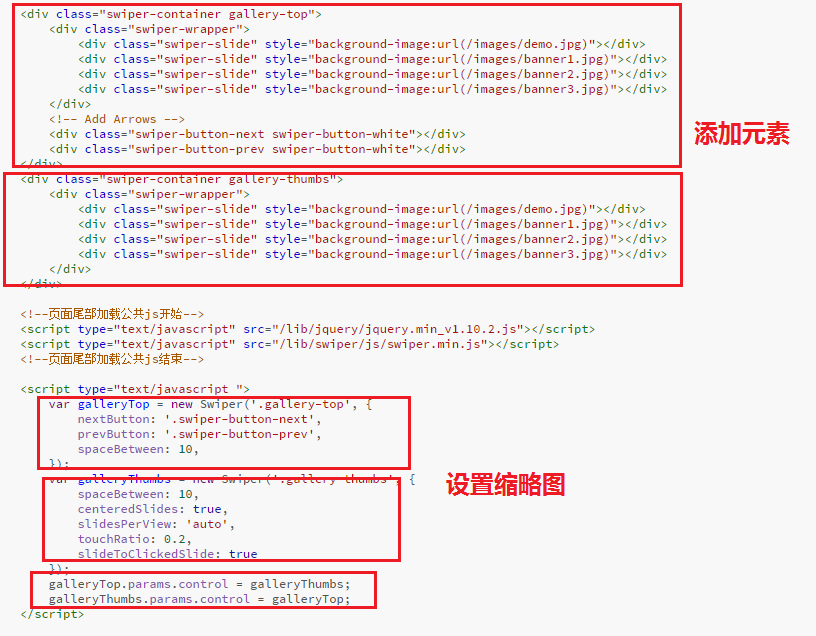 <div class="swiper-container gallery-top">
<div class="swiper-wrapper">
<div class="swiper-slide" style="background-image:url(/images/demo.jpg)"></div>
<div class="swiper-slide" style="background-image:url(/images/banner1.jpg)"></div>
<div class="swiper-slide" style="background-image:url(/images/banner2.jpg)"></div>
<div class="swiper-slide" style="background-image:url(/images/banner3.jpg)"></div>
</div>
<!-- Add Arrows -->
<div class="swiper-button-next swiper-button-white"></div>
<div class="swiper-button-prev swiper-button-white"></div>
</div>
添加元素
<div class="swiper-container gallery-thumbs">
<div class="swiper-wrapper">
<div class="swiper-slide" style="background-image:url(/images/demo.jpg)"></div>
<div class="swiper-slide" style="background-image:url(/images/banner1.jpg)"></div>
<div class="swiper-slide" style="background-image:url(/images/banner2.jpg)"></div>
<div class="swiper-slide" style="background-image:url(/images/banner3.jpg)"></div>
</div>
</div>
<!--页面尾部加载公共js开始-->
<script type="text/javascript" src="/lib/jquery/jquery.min_v1.10.2.js"></script>
<script type="text/javascript" src="/lib/swiper/js/swiper.min.js"></script>
<!--页面尾部加载公共js结束-->
<script type="text/javascript ">
var galleryTop = new Swiper('.gallery-top', {
nextButton: '.swiper-button-next',
prevButton: '.swiper-button-prev',
spaceBetween: 10,
});
var galleryThumbs = new Swiper('.gallery-thumbs', {
设置缩略图
spaceBetween: 10,
centeredSlides: true,
slidesPerView: 'auto',
touchRatio: 0.2,
slideToClickedSlide: true
});
galleryTop.params.control = galleryThumbs;
galleryThumbs.params.control = galleryTop;
</script>